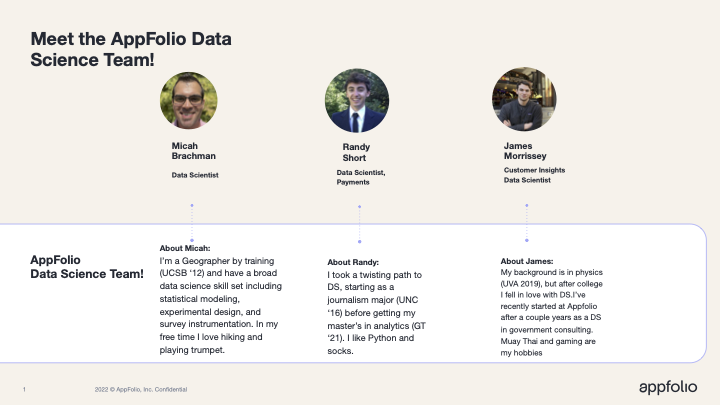 Meet the AppFolio Data
Science Team!
Micah
Brachman
Data Scientist
Randy
Short
Data Scientist,
Payments
James
Morrissey
Customer Insights
Data Scientist
AppFolio
Data Science Team!
About Micah:
I'm a Geographer by training
(UCSB ‘12) and have a broad
data science skill set including
statistical modeling,
experimental design, and
survey instrumentation. In my
free time I love hiking and
playing trumpet.
About Randy:
I took a twisting path to
DS, starting as a
journalism major (UNC
‘16) before getting my
master's in analytics (GT
‘21). I like Python and
socks.
About James:
My background is in physics
(UVA 2019), but after college
I fell in love with DS.I've
recently started at Appfolio
after a couple years as a DS
in government consulting.
Muay Thai and gaming are
my hobbies
1
2022 © AppFolio, Inc. Confidential
appfolio